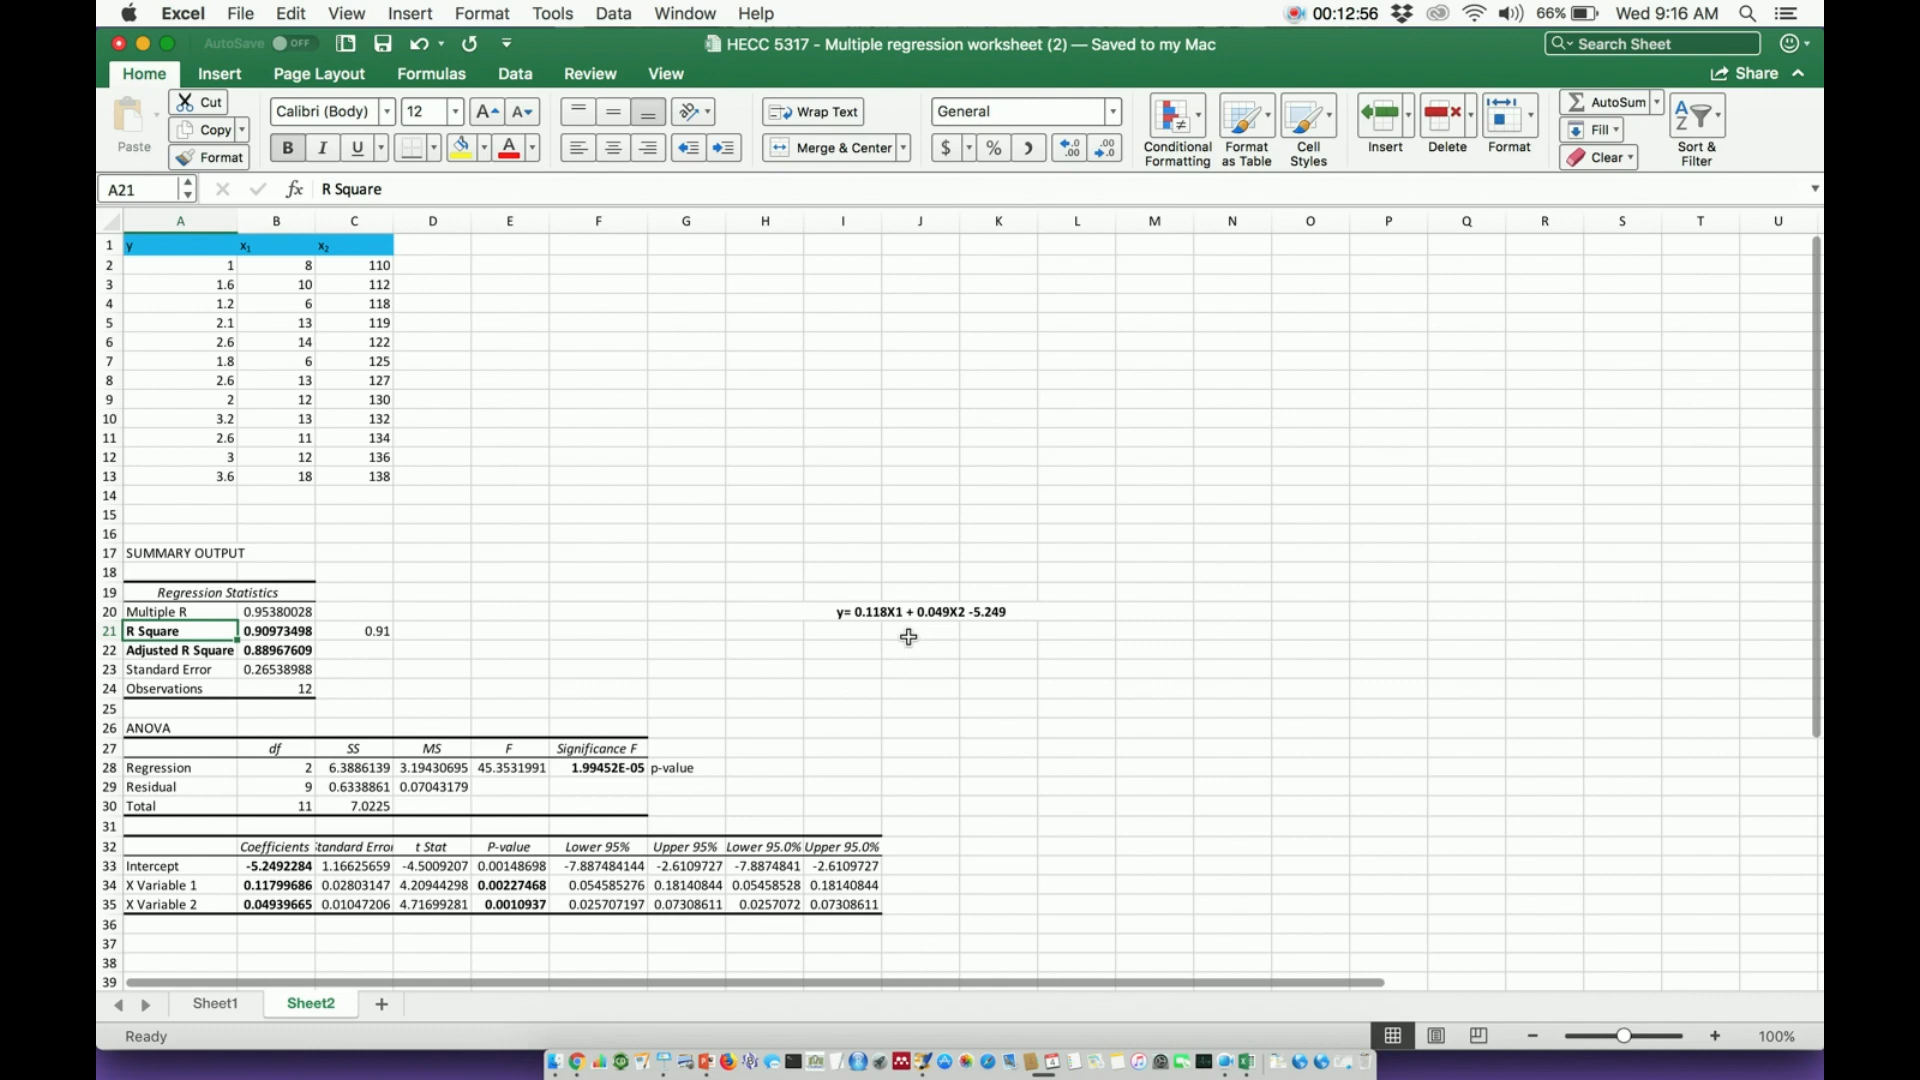 Excel File Edit View Insert Format Tools Data Window Help 00:12:56 66% Wed 9:16 AM
AutoSave OFF HECC 5317 - Multiple regression worksheet (2) — Saved to my Mac Search Sheet
Home Insert Page Layout Formulas Data Review View Share
Paste Cut Copy Format
Calibri (Body) 12 A A
B I U A
Wrap Text
Merge & Center
General
$ % .00 .0
Conditional Formatting Format as Table Cell Styles Insert Delete Format
AutoSum Fill Clear Sort & Filter
A21 fx R Square
A B C D E F G H I J K L M N O P Q R S T U
1 y x₁ x₂
2 1 8 110
3 1.6 10 112
4 1.2 6 118
5 2.1 13 119
6 2.6 14 122
7 1.8 6 125
8 2.6 13 127
9 2 12 130
10 3.2 13 132
11 2.6 11 134
12 3 12 136
13 3.6 18 138
14
15
16
17 SUMMARY OUTPUT
18
19 Regression Statistics
20 Multiple R 0.95380028 y= 0.118X1 + 0.049X2 -5.249
21 R Square 0.90973498 0.91
22 Adjusted R Square 0.88967609
23 Standard Error 0.26538988
24 Observations 12
25
26 ANOVA
27 df SS MS F Significance F
28 Regression 2 6.3886139 3.19430695 45.3531991 1.99452E-05 p-value
29 Residual 9 0.6338861 0.07043179
30 Total 11 7.0225
31
32 Coefficients tandard Erro t Stat P-value Lower 95% Upper 95% Lower 95.0% Upper 95.0%
33 Intercept -5.2492284 1.16625659 -4.5009207 0.00148698 -7.887484144 -2.6109727 -7.8874841 -2.6109727
34 X Variable 1 0.11799686 0.02803147 4.20944298 0.00227468 0.054585276 0.18140844 0.05458528 0.18140844
35 X Variable 2 0.04939665 0.01047206 4.71699281 0.0010937 0.025707197 0.07308611 0.0257072 0.07308611
36
37
38
39
Sheet1 Sheet2 +
Ready 100%